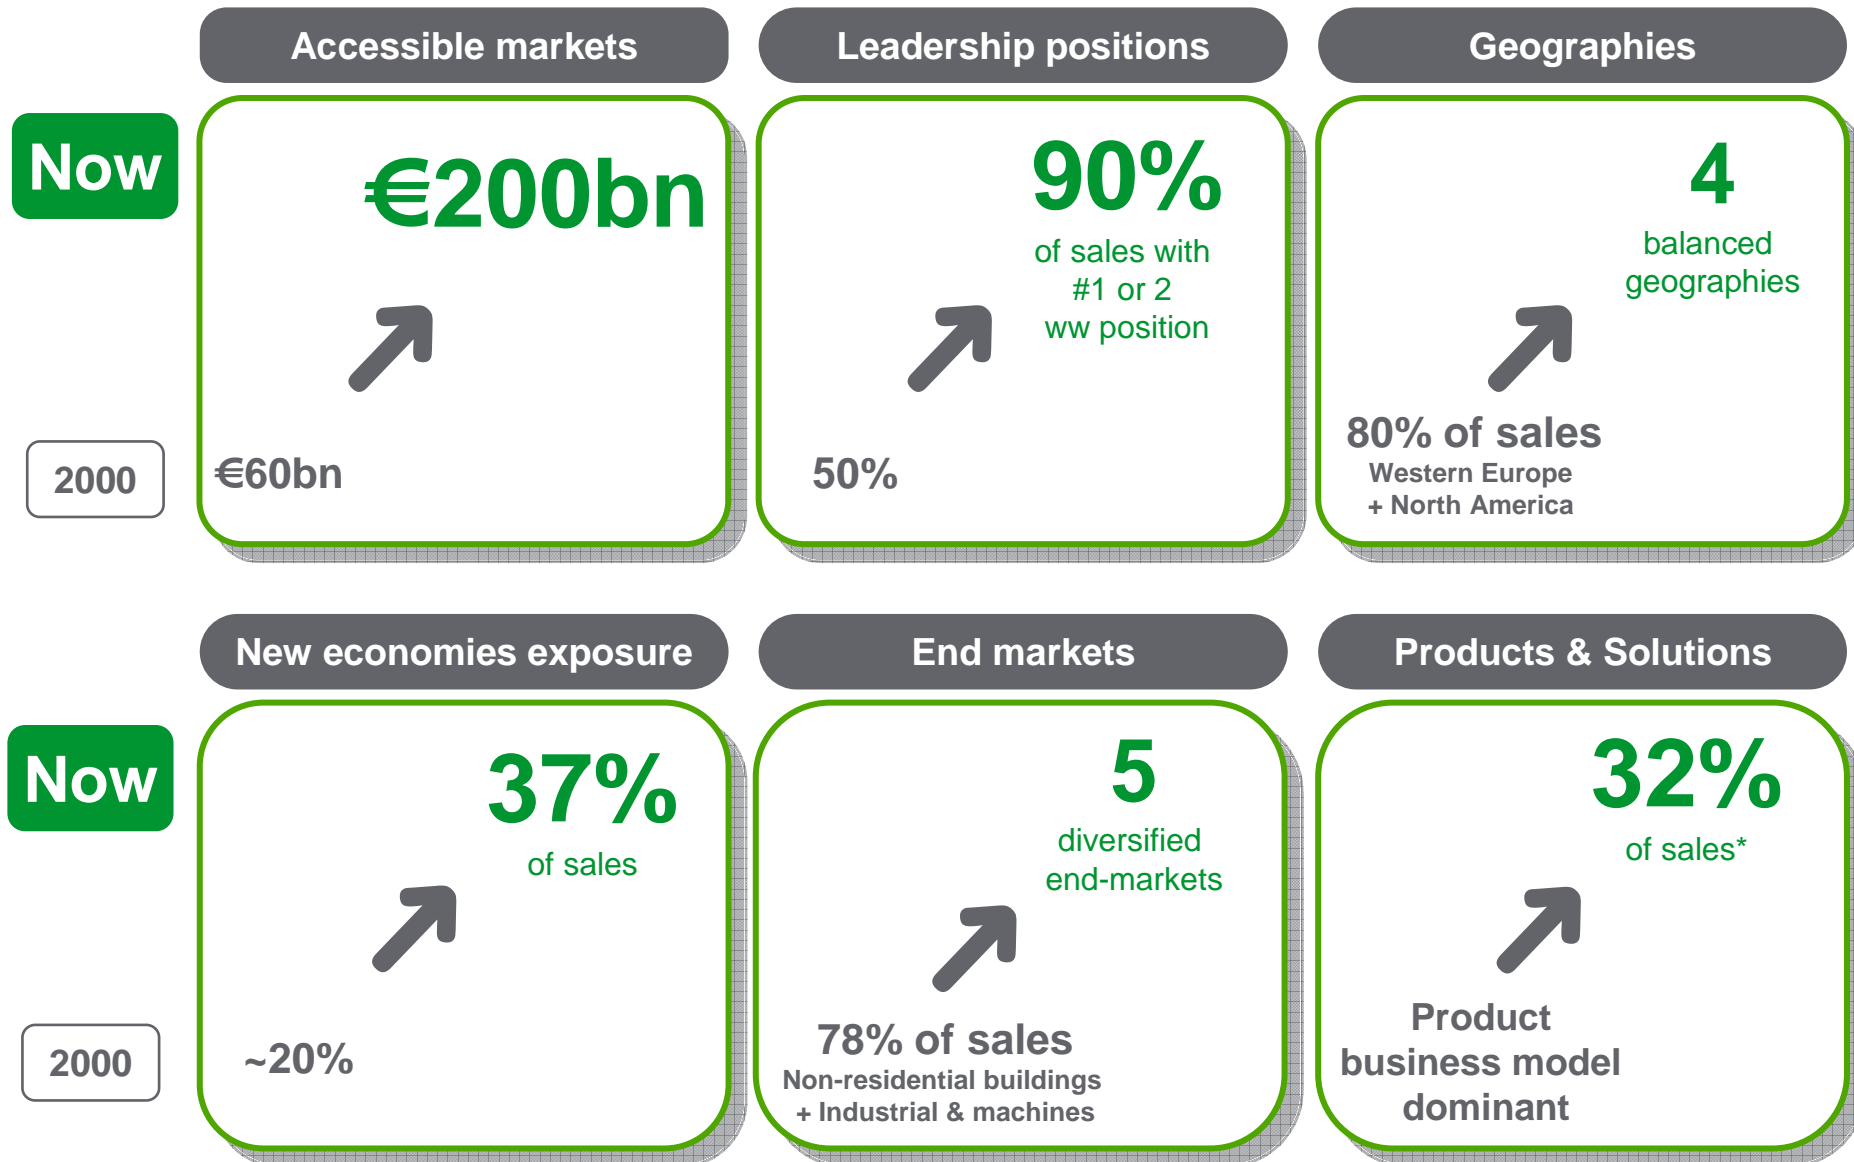 Accessible markets
Leadership positions
Geographies
Now
€200bn
90%
of sales with
#1 or 2
ww position
4
balanced
geographies
2000
€60bn
50%
80% of sales
Western Europe
+ North America
New economies exposure
End markets
Products & Solutions
Now
37%
of sales
5
diversified
end-markets
32%
of sales*
2000
~20%
78% of sales
Non-residential buildings
+ Industrial & machines
Product
business model
dominant